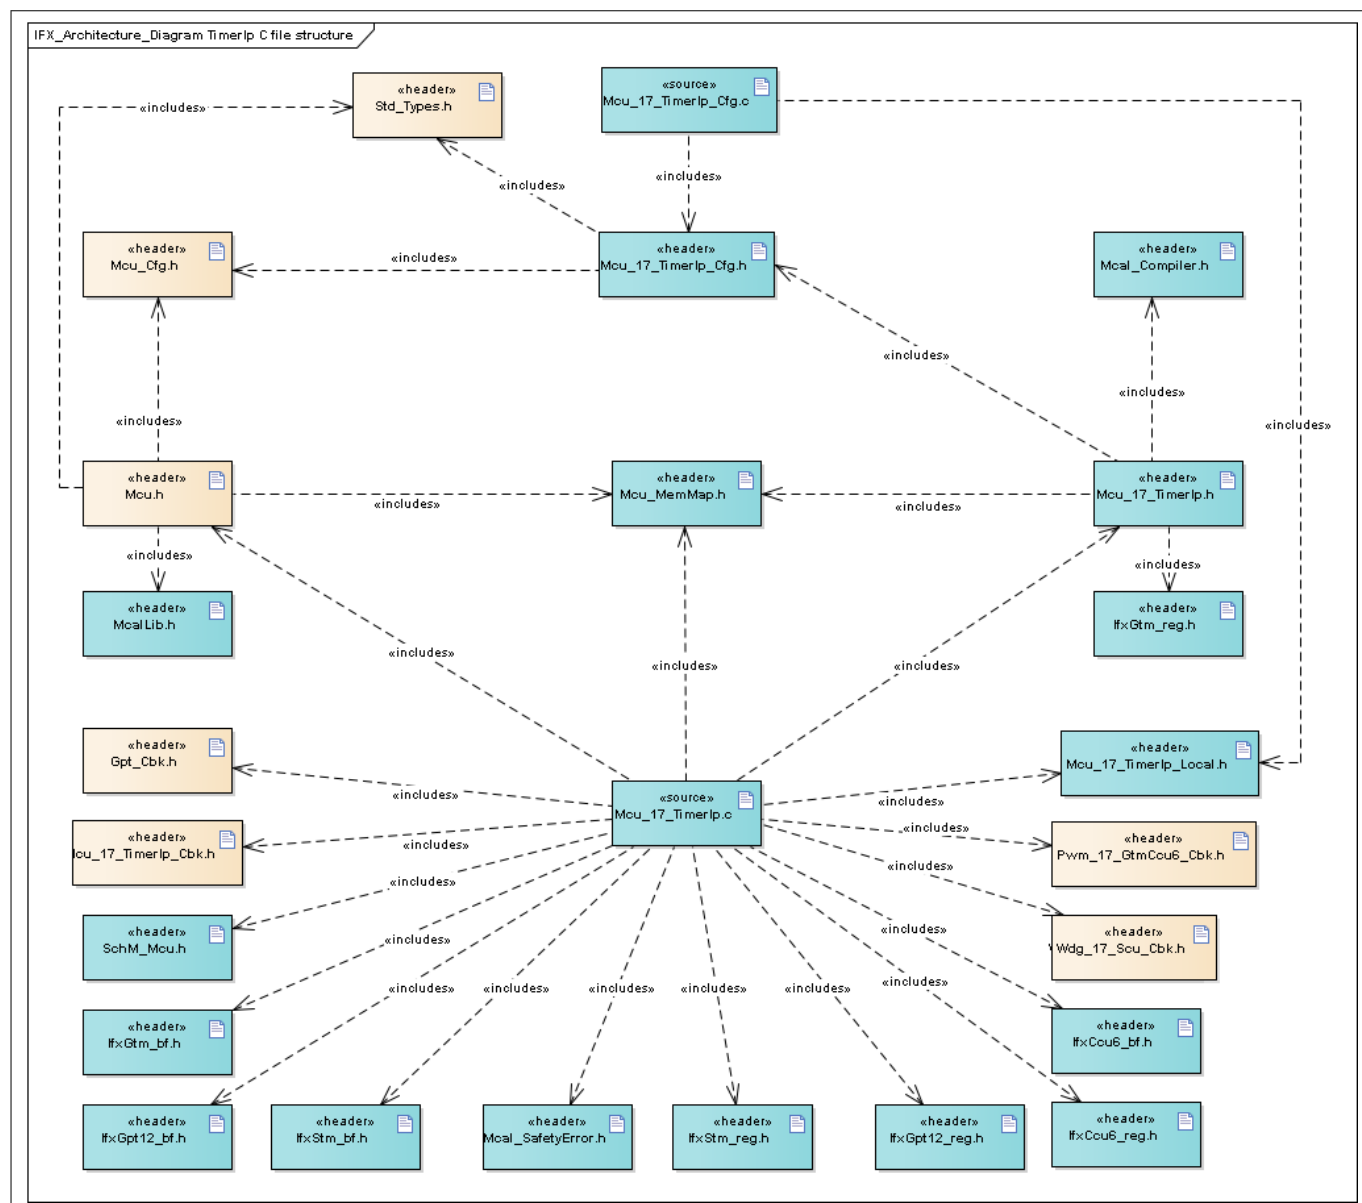 IFX_Architecture_Diagram TimerIp C file structure
«header»
Std_Types.h
«source»
Mcu_17_TimerIp_Cfg.c
«includes»
«includes»
«includes»
«header»
Mcu_Cfg.h
«includes»
«header»
Mcu_17_TimerIp_Cfg.h
«header»
Mcal_Compiler.h
«includes»
«includes»
«includes»
«includes»
«header»
Mcu.h
«includes»
«header»
Mcu_MemMap.h
«includes»
«header»
Mcu_17_TimerIp.h
«includes»
«includes»
«header»
McalLib.h
«header»
IfxGtm_reg.h
«includes»
«includes»
«includes»
«header»
Gpt_Cbk.h
«header»
Mcu_17_TimerIp_Local.h
«includes»
«source»
Mcu_17_TimerIp.c
«includes»
«header»
Icu_17_TimerIp_Cbk.h
«includes»
«includes»
«header»
Pwm_17_GtmCcu6_Cbk.h
«includes»
«includes»
«header»
SchM_Mcu.h
«includes»
«includes»
«header»
Wdg_17_Scu_Cbk.h
«includes»
«includes»
«includes»
«includes»
«includes»
«includes»
«header»
IfxGtm_bf.h
«header»
IfxCcu6_bf.h
«header»
IfxGpt12_bf.h
«header»
IfxStm_bf.h
«header»
Mcal_SafetyError.h
«header»
IfxStm_reg.h
«header»
IfxGpt12_reg.h
«header»
IfxCcu6_reg.h